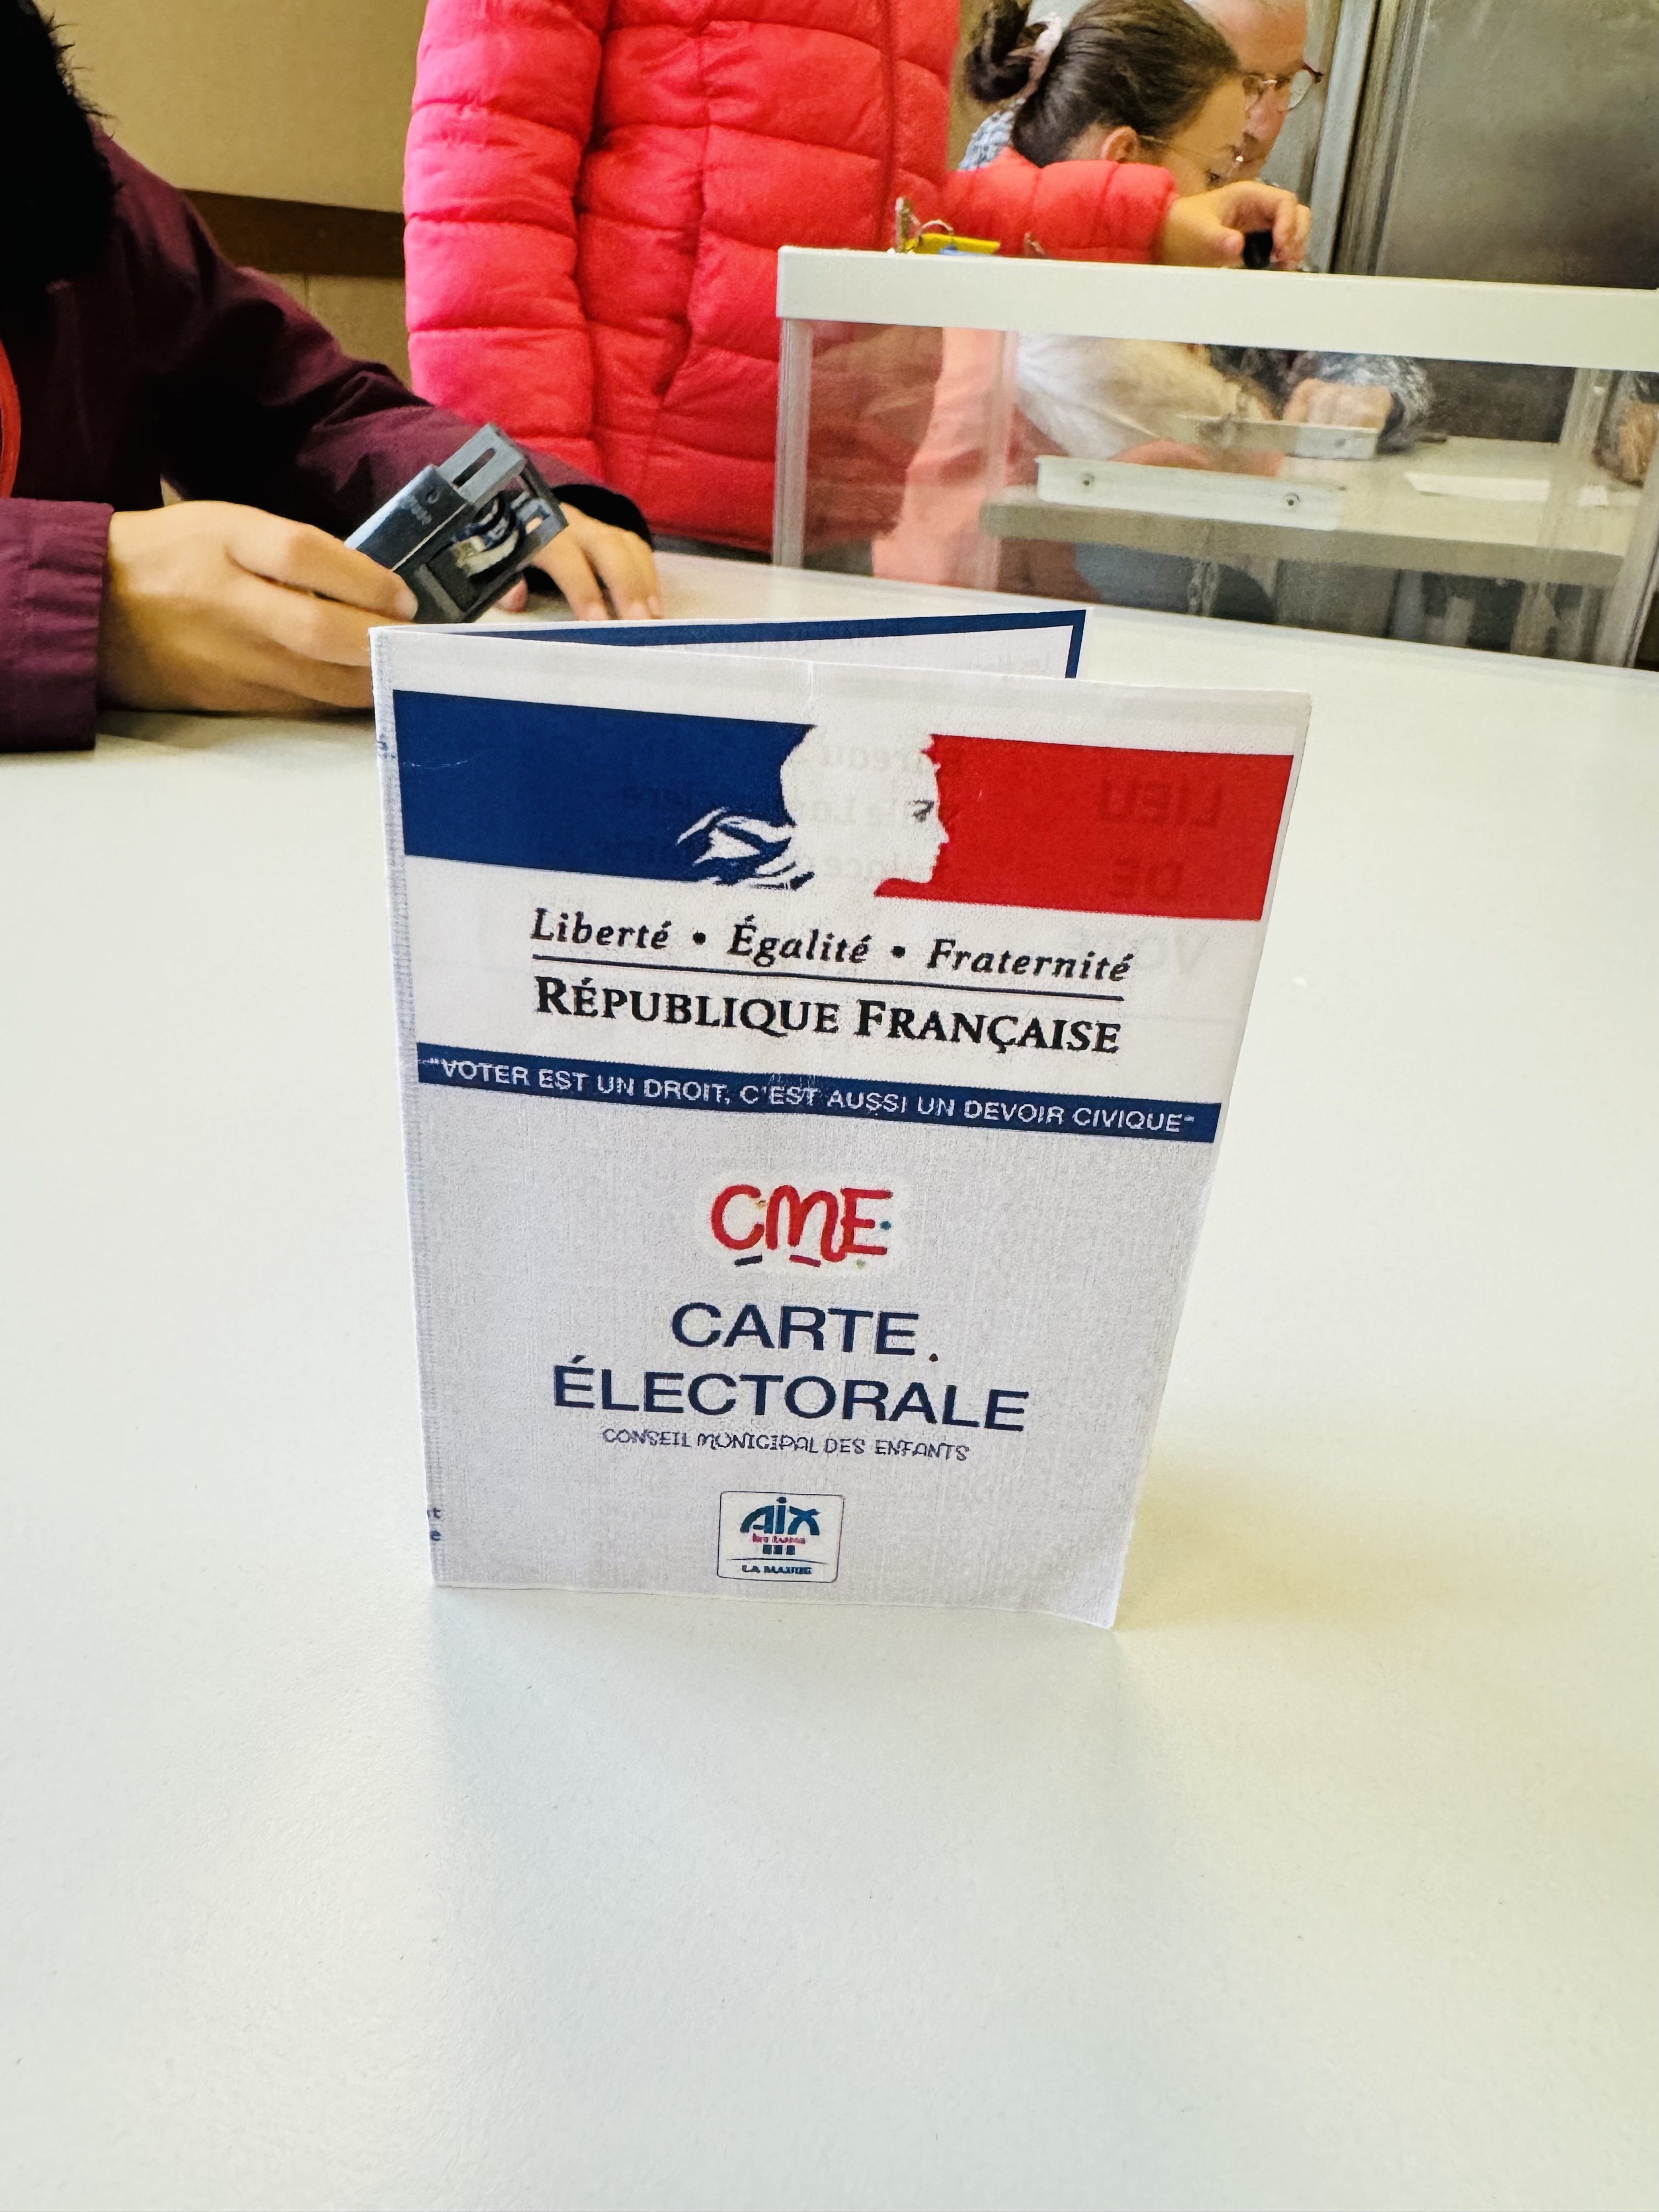 Liberté • Égalité • Fraternité
RÉPUBLIQUE FRANÇAISE
"VOTER EST UN DROIT, C'EST AUSSI UN DEVOIR CIVIQUE"
CME
CARTE
ÉLECTORALE
CONSEIL MUNICIPAL DES ENFANTS
AIX
LA MAIRIE